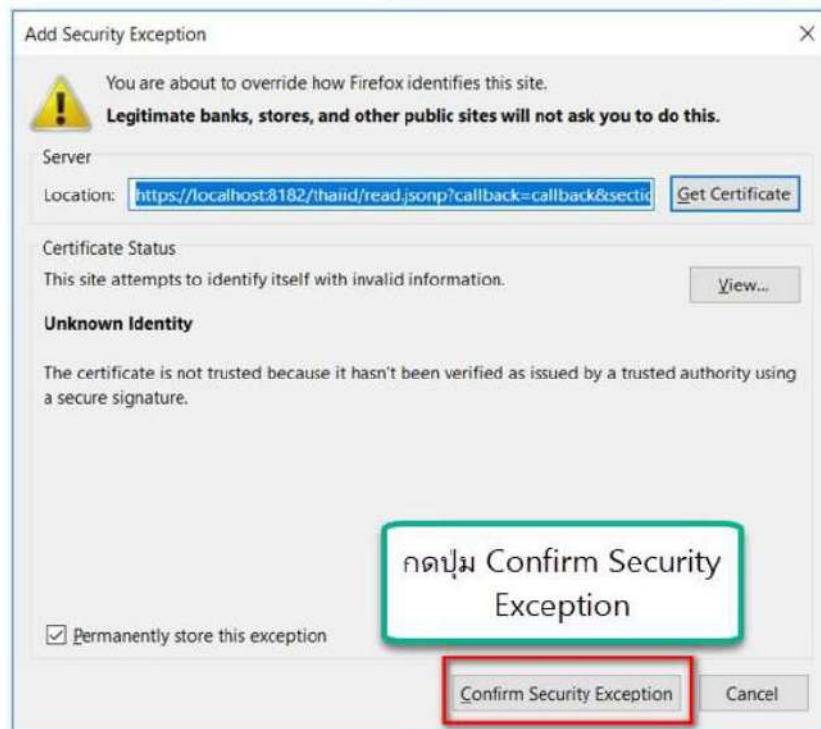 Add Security Exception
You are about to override how Firefox identifies this site.
Legitimate banks, stores, and other public sites will not ask you to do this.
Server
Location: https://localhost:8182/thaiid/read.jsonp?callback=callback&sectic Get Certificate
Certificate Status
This site attempts to identify itself with invalid information. View...
Unknown Identity
The certificate is not trusted because it hasn't been verified as issued by a trusted authority using
a secure signature.
กดปุ่ม Confirm Security
Exception
Permanently store this exception
Confirm Security Exception Cancel